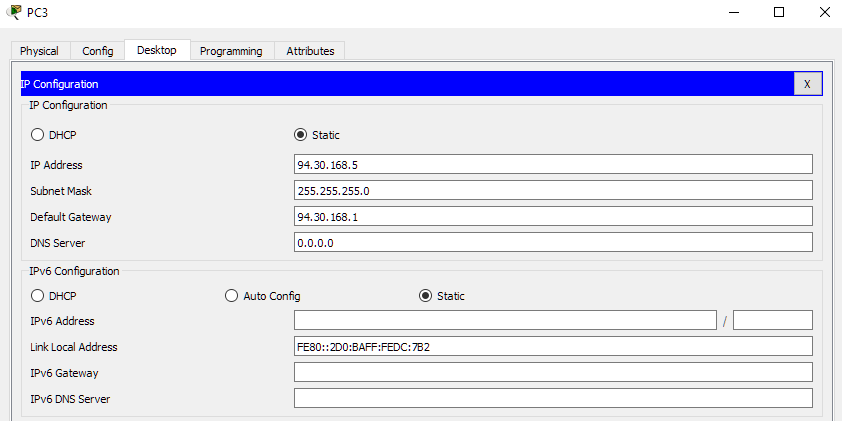 PC3
Physical Config Desktop Programming Attributes
IP Configuration X
IP Configuration
DHCP Static
IP Address 94.30.168.5
Subnet Mask 255.255.255.0
Default Gateway 94.30.168.1
DNS Server 0.0.0.0
IPv6 Configuration
DHCP Auto Config Static
IPv6 Address /
Link Local Address FE80::2D0:BAFF:FEDC:7B2
IPv6 Gateway
IPv6 DNS Server